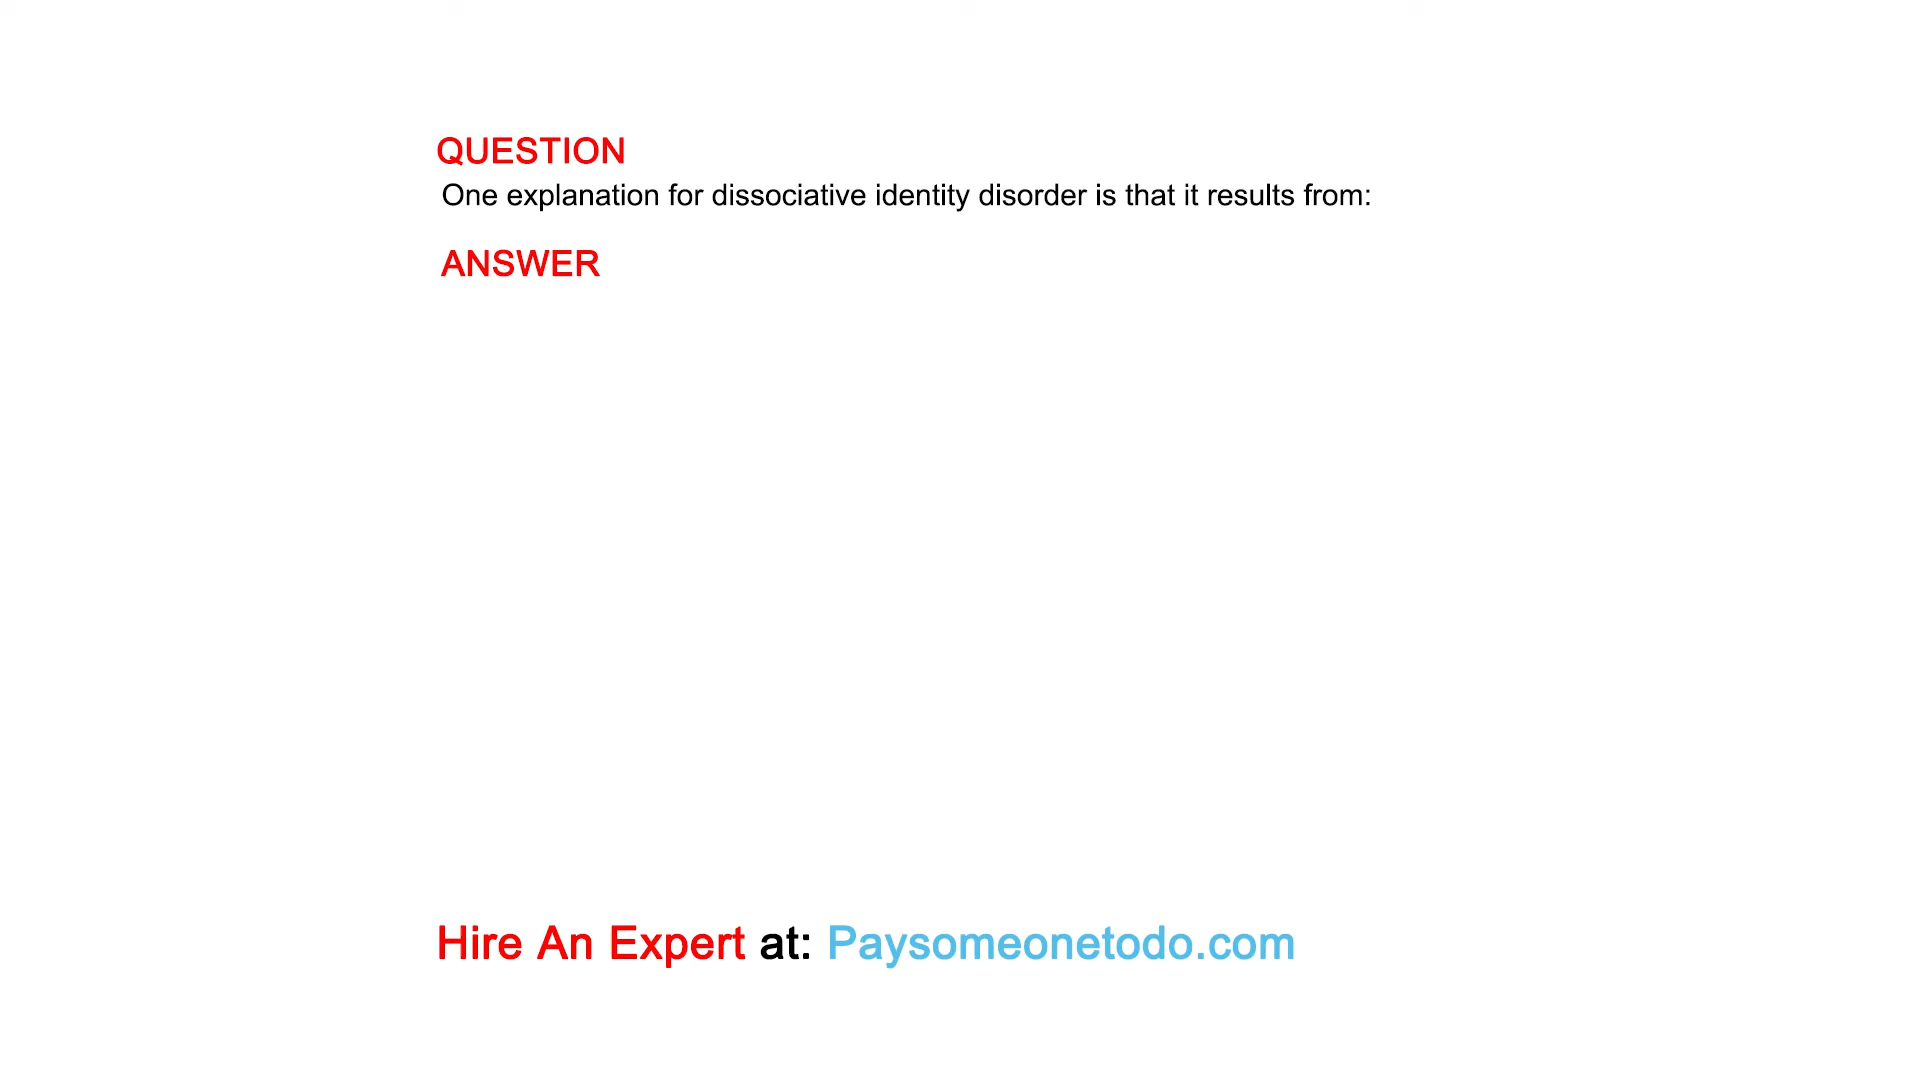 QUESTION
One explanation for dissociative identity disorder is that it results from:
ANSWER
Hire An Expert at: Paysomeonetodo.com